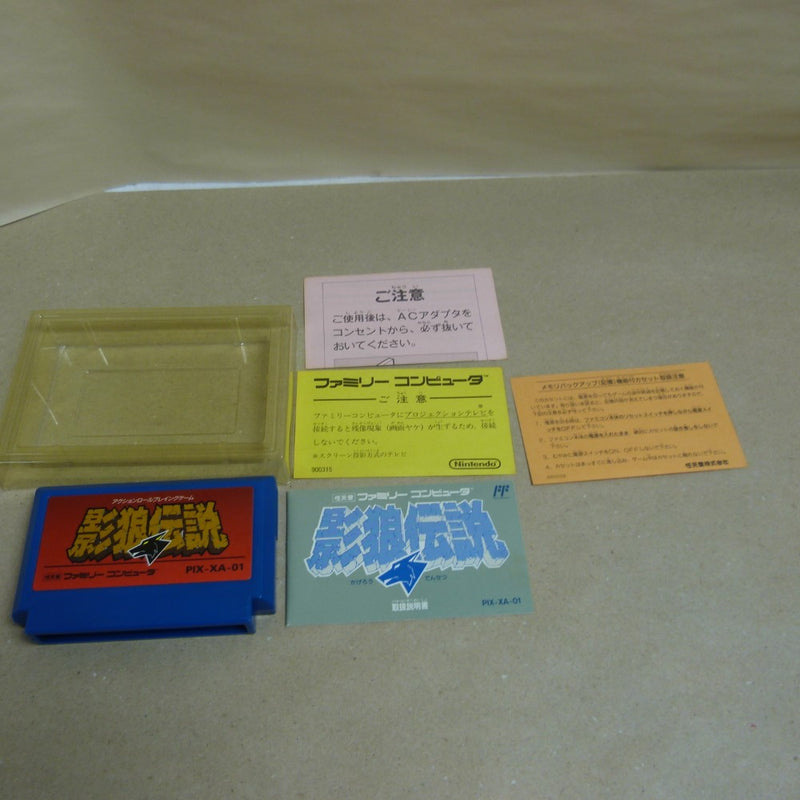 ご注意
ご使用後は、ACアダプタを
コンセントから、必ず抜いて
おいてください。
ファミリー コンピュータ™
ご注意
ファミリーコンピュータにプロジェクションテレビを
接続すると残像現象(画面ヤケ)が生ずるため、接続
しないでください。
※スクリーン投影方式のテレビ
900315
Nintendo
メモリバックアップ(記憶)機能付カセット取扱注意
任天堂株式会社
アクションロールプレイングゲーム
影狼伝説
任天堂 ファミリー コンピュータ™
PIX-XA-01
任天堂 ファミリー コンピュータ™
FF
影狼伝説
かげろう でんせつ
取扱説明書
PIX-XA-01